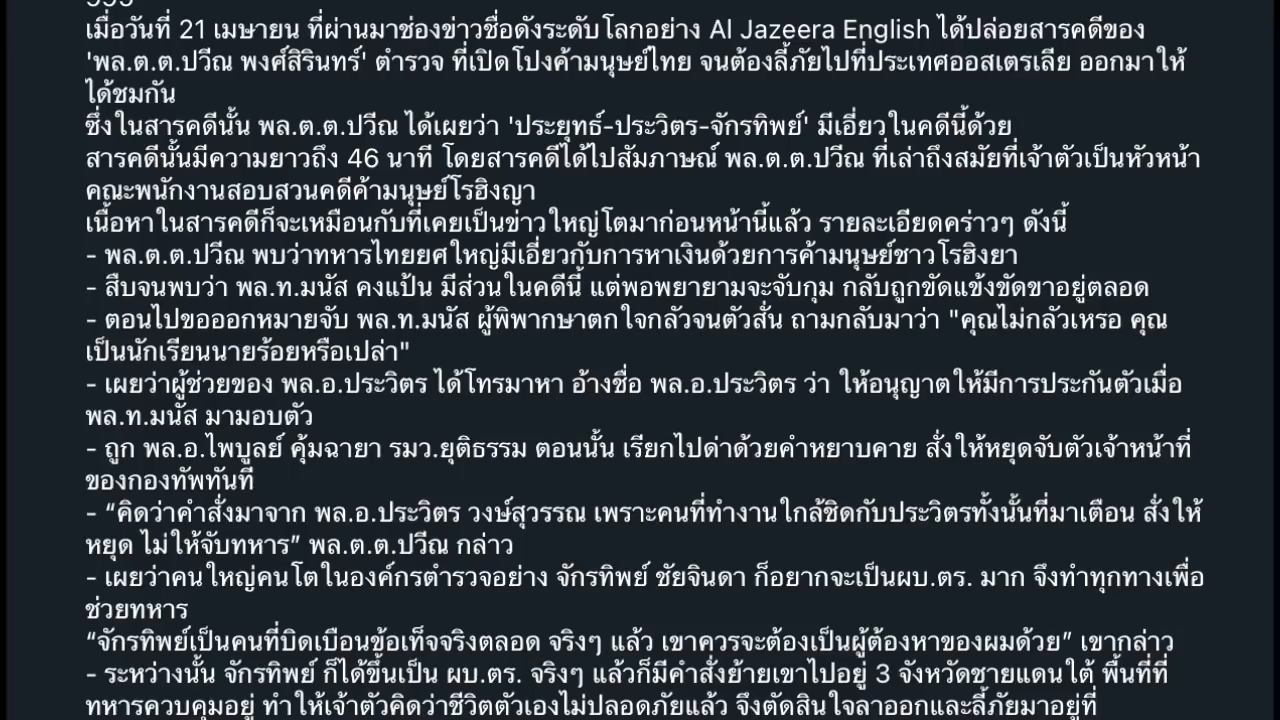 เมื่อวันที่ 21 เมษายน ที่ผ่านมาช่องข่าวชื่อดังระดับโลกอย่าง Al Jazeera English ได้ปล่อยสารคดีของ
'พล.ต.ต.ปวีณ พงศ์สิรินทร์' ตำรวจ ที่เปิดโปงค้ามนุษย์ไทย จนต้องลี้ภัยไปที่ประเทศออสเตรเลีย ออกมาให้
ได้ชมกัน
ซึ่งในสารคดีนั้น พล.ต.ต.ปวีณ ได้เผยว่า 'ประยุทธ์-ประวิตร-จักรทิพย์' มีเอี่ยวในคดีนี้ด้วย
สารคดีนั้นมีความยาวถึง 46 นาที โดยสารคดีได้ไปสัมภาษณ์ พล.ต.ต.ปวีณ ที่เล่าถึงสมัยที่เจ้าตัวเป็นหัวหน้า
คณะพนักงานสอบสวนคดีค้ามนุษย์โรฮิงญา
เนื้อหาในสารคดีก็จะเหมือนกับที่เคยเป็นข่าวใหญ่โตมาก่อนหน้านี้แล้ว รายละเอียดคร่าวๆ ดังนี้
- พล.ต.ต.ปวีณ พบว่าทหารไทยยศใหญ่มีเอี่ยวกับการหาเงินด้วยการค้ามนุษย์ชาวโรฮิงยา
- สืบจนพบว่า พล.ท.มนัส คงแป้น มีส่วนในคดีนี้ แต่พอพยายามจะจับกุม กลับถูกขัดแข้งขัดขาอยู่ตลอด
- ตอนไปขอออกหมายจับ พล.ท.มนัส ผู้พิพากษาตกใจกลัวจนตัวสั่น ถามกลับมาว่า "คุณไม่กลัวเหรอ คุณ
เป็นนักเรียนนายร้อยหรือเปล่า"
- เผยว่าผู้ช่วยของ พล.อ.ประวิตร ได้โทรมาหา อ้างชื่อ พล.อ.ประวิตร ว่า ให้อนุญาตให้มีการประกันตัวเมื่อ
พล.ท.มนัส มามอบตัว
- ถูก พล.อ.ไพบูลย์ คุ้มฉายา รมว.ยุติธรรม ตอนนั้น เรียกไปด่าด้วยคำหยาบคาย สั่งให้หยุดจับตัวเจ้าหน้าที่
ของกองทัพทันที
- “คิดว่าคำสั่งมาจาก พล.อ.ประวิตร วงษ์สุวรรณ เพราะคนที่ทำงานใกล้ชิดกับประวิตรทั้งนั้นที่มาเตือน สั่งให้
หยุด ไม่ให้จับทหาร” พล.ต.ต.ปวีณ กล่าว
- เผยว่าคนใหญ่คนโตในองค์กรตำรวจอย่าง จักรทิพย์ ชัยจินดา ก็อยากจะเป็นผบ.ตร. มาก จึงทำทุกทางเพื่อ
ช่วยทหาร
“จักรทิพย์เป็นคนที่บิดเบือนข้อเท็จจริงตลอด จริงๆ แล้ว เขาควรจะต้องเป็นผู้ต้องหาของผมด้วย” เขากล่าว
- ระหว่างนั้น จักรทิพย์ ก็ได้ขึ้นเป็น ผบ.ตร. จริงๆ แล้วก็มีคำสั่งย้ายเขาไปอยู่ 3 จังหวัดชายแดนใต้ พื้นที่ที่
ทหารควบคุมอยู่ ทำให้เจ้าตัวคิดว่าชีวิตตัวเองไม่ปลอดภัยแล้ว จึงตัดสินใจลาออกและลี้ภัยมาอยู่ที่